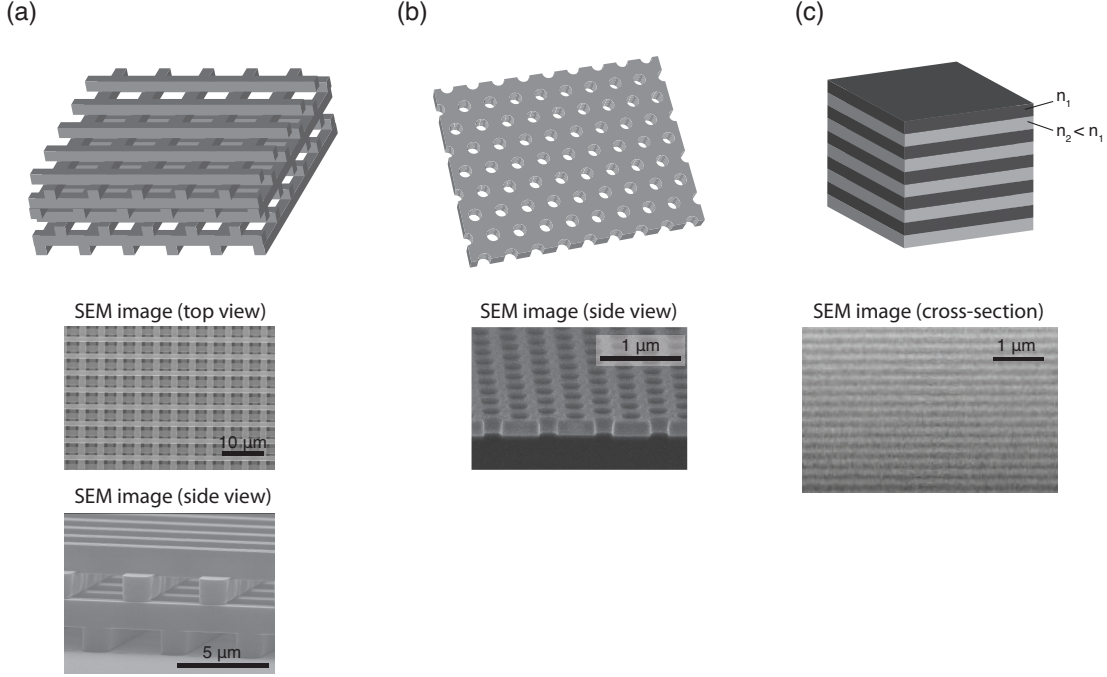 (a)
(b)
(c)
n₁
n₂ < n₁
SEM image (top view)
10 µm
SEM image (side view)
5 µm
SEM image (side view)
1 µm
SEM image (cross-section)
1 µm